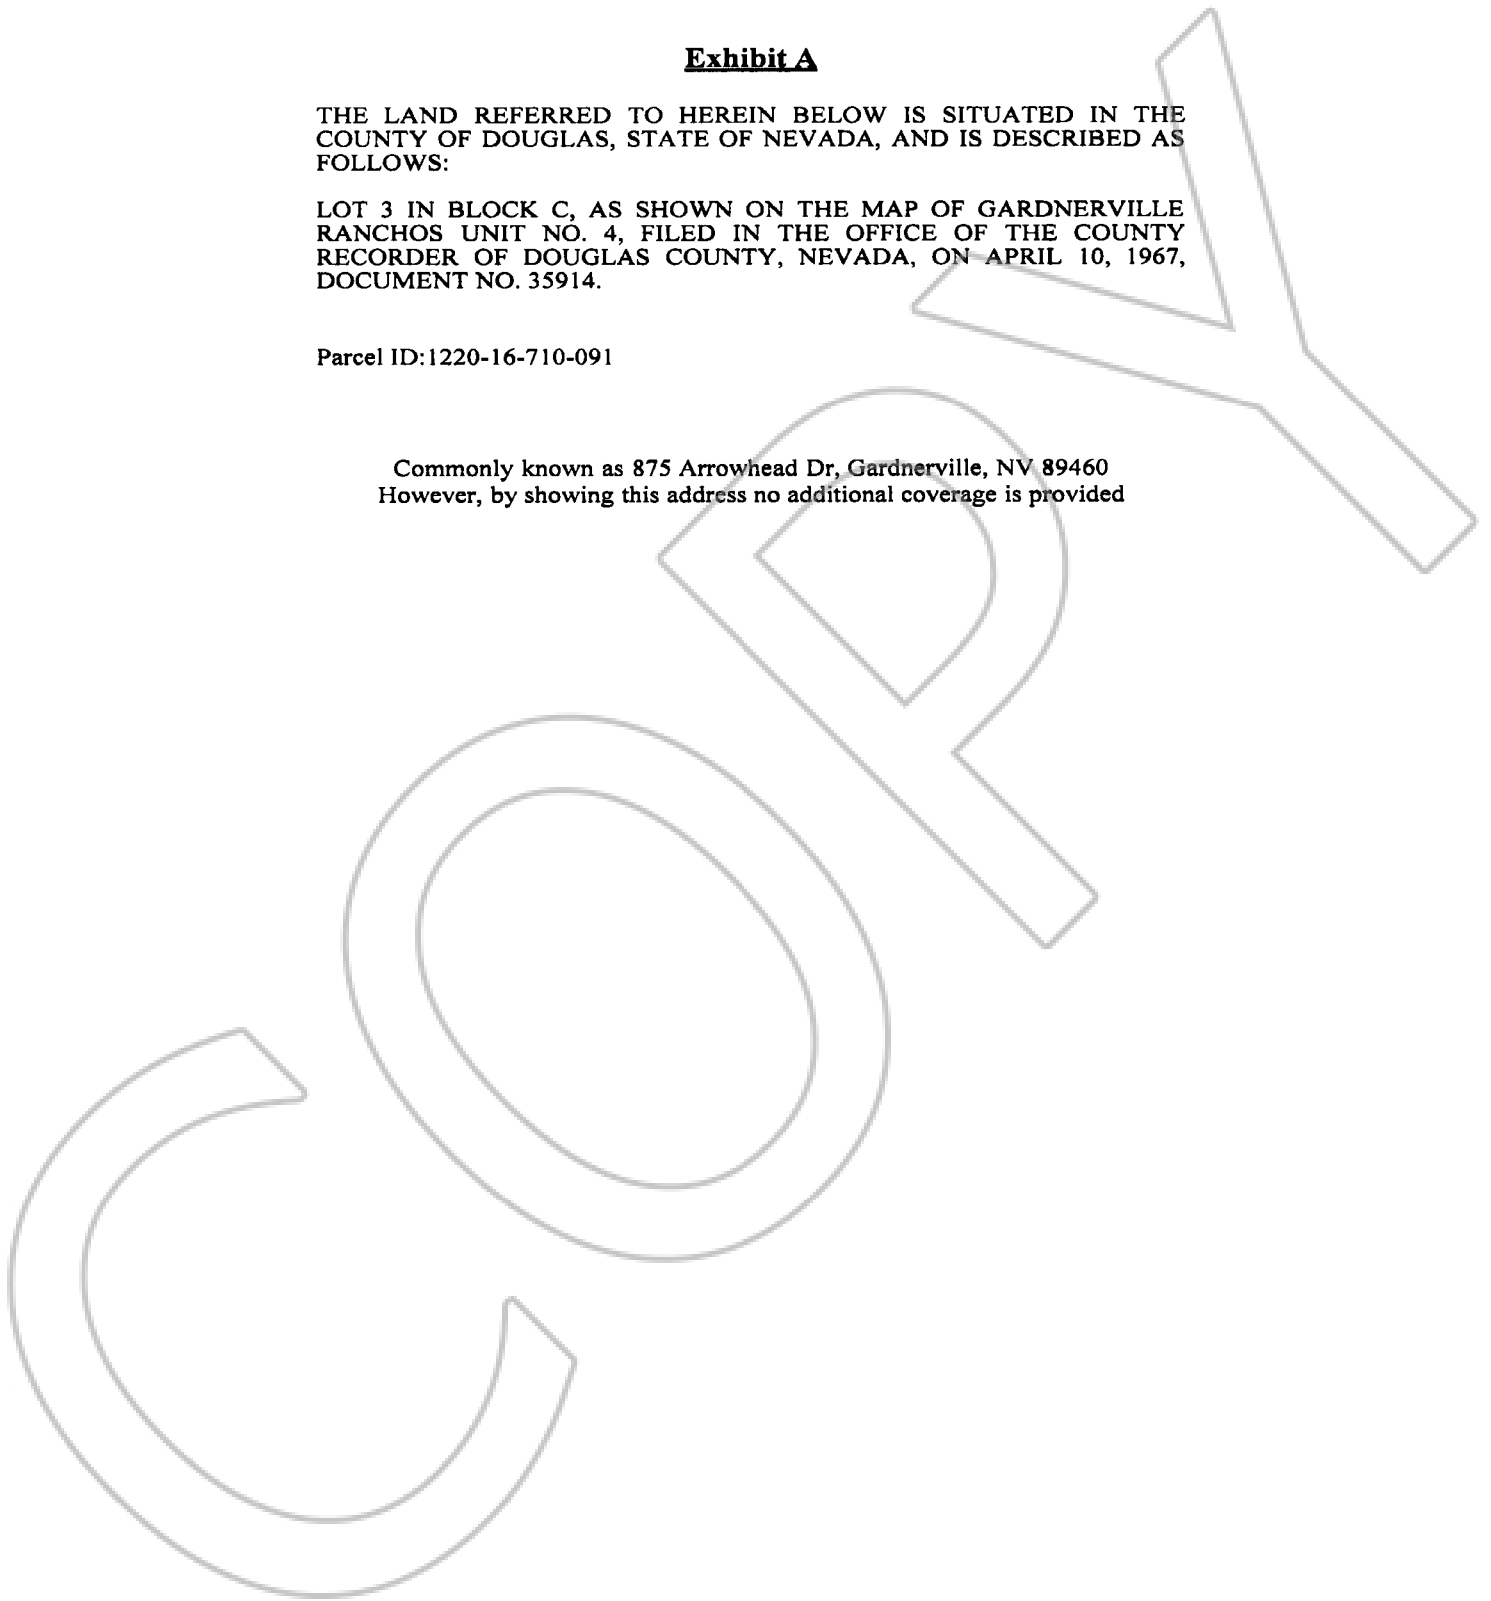 Exhibit A
THE LAND REFERRED TO HEREIN BELOW IS SITUATED IN THE
COUNTY OF DOUGLAS, STATE OF NEVADA, AND IS DESCRIBED AS
FOLLOWS:
LOT 3 IN BLOCK C, AS SHOWN ON THE MAP OF GARDNERVILLE
RANCHOS UNIT NO. 4, FILED IN THE OFFICE OF THE COUNTY
RECORDER OF DOUGLAS COUNTY, NEVADA, ON APRIL 10, 1967,
DOCUMENT NO. 35914.
Parcel ID:1220-16-710-091
Commonly known as 875 Arrowhead Dr, Gardnerville, NV 89460
However, by showing this address no additional coverage is provided
COPY